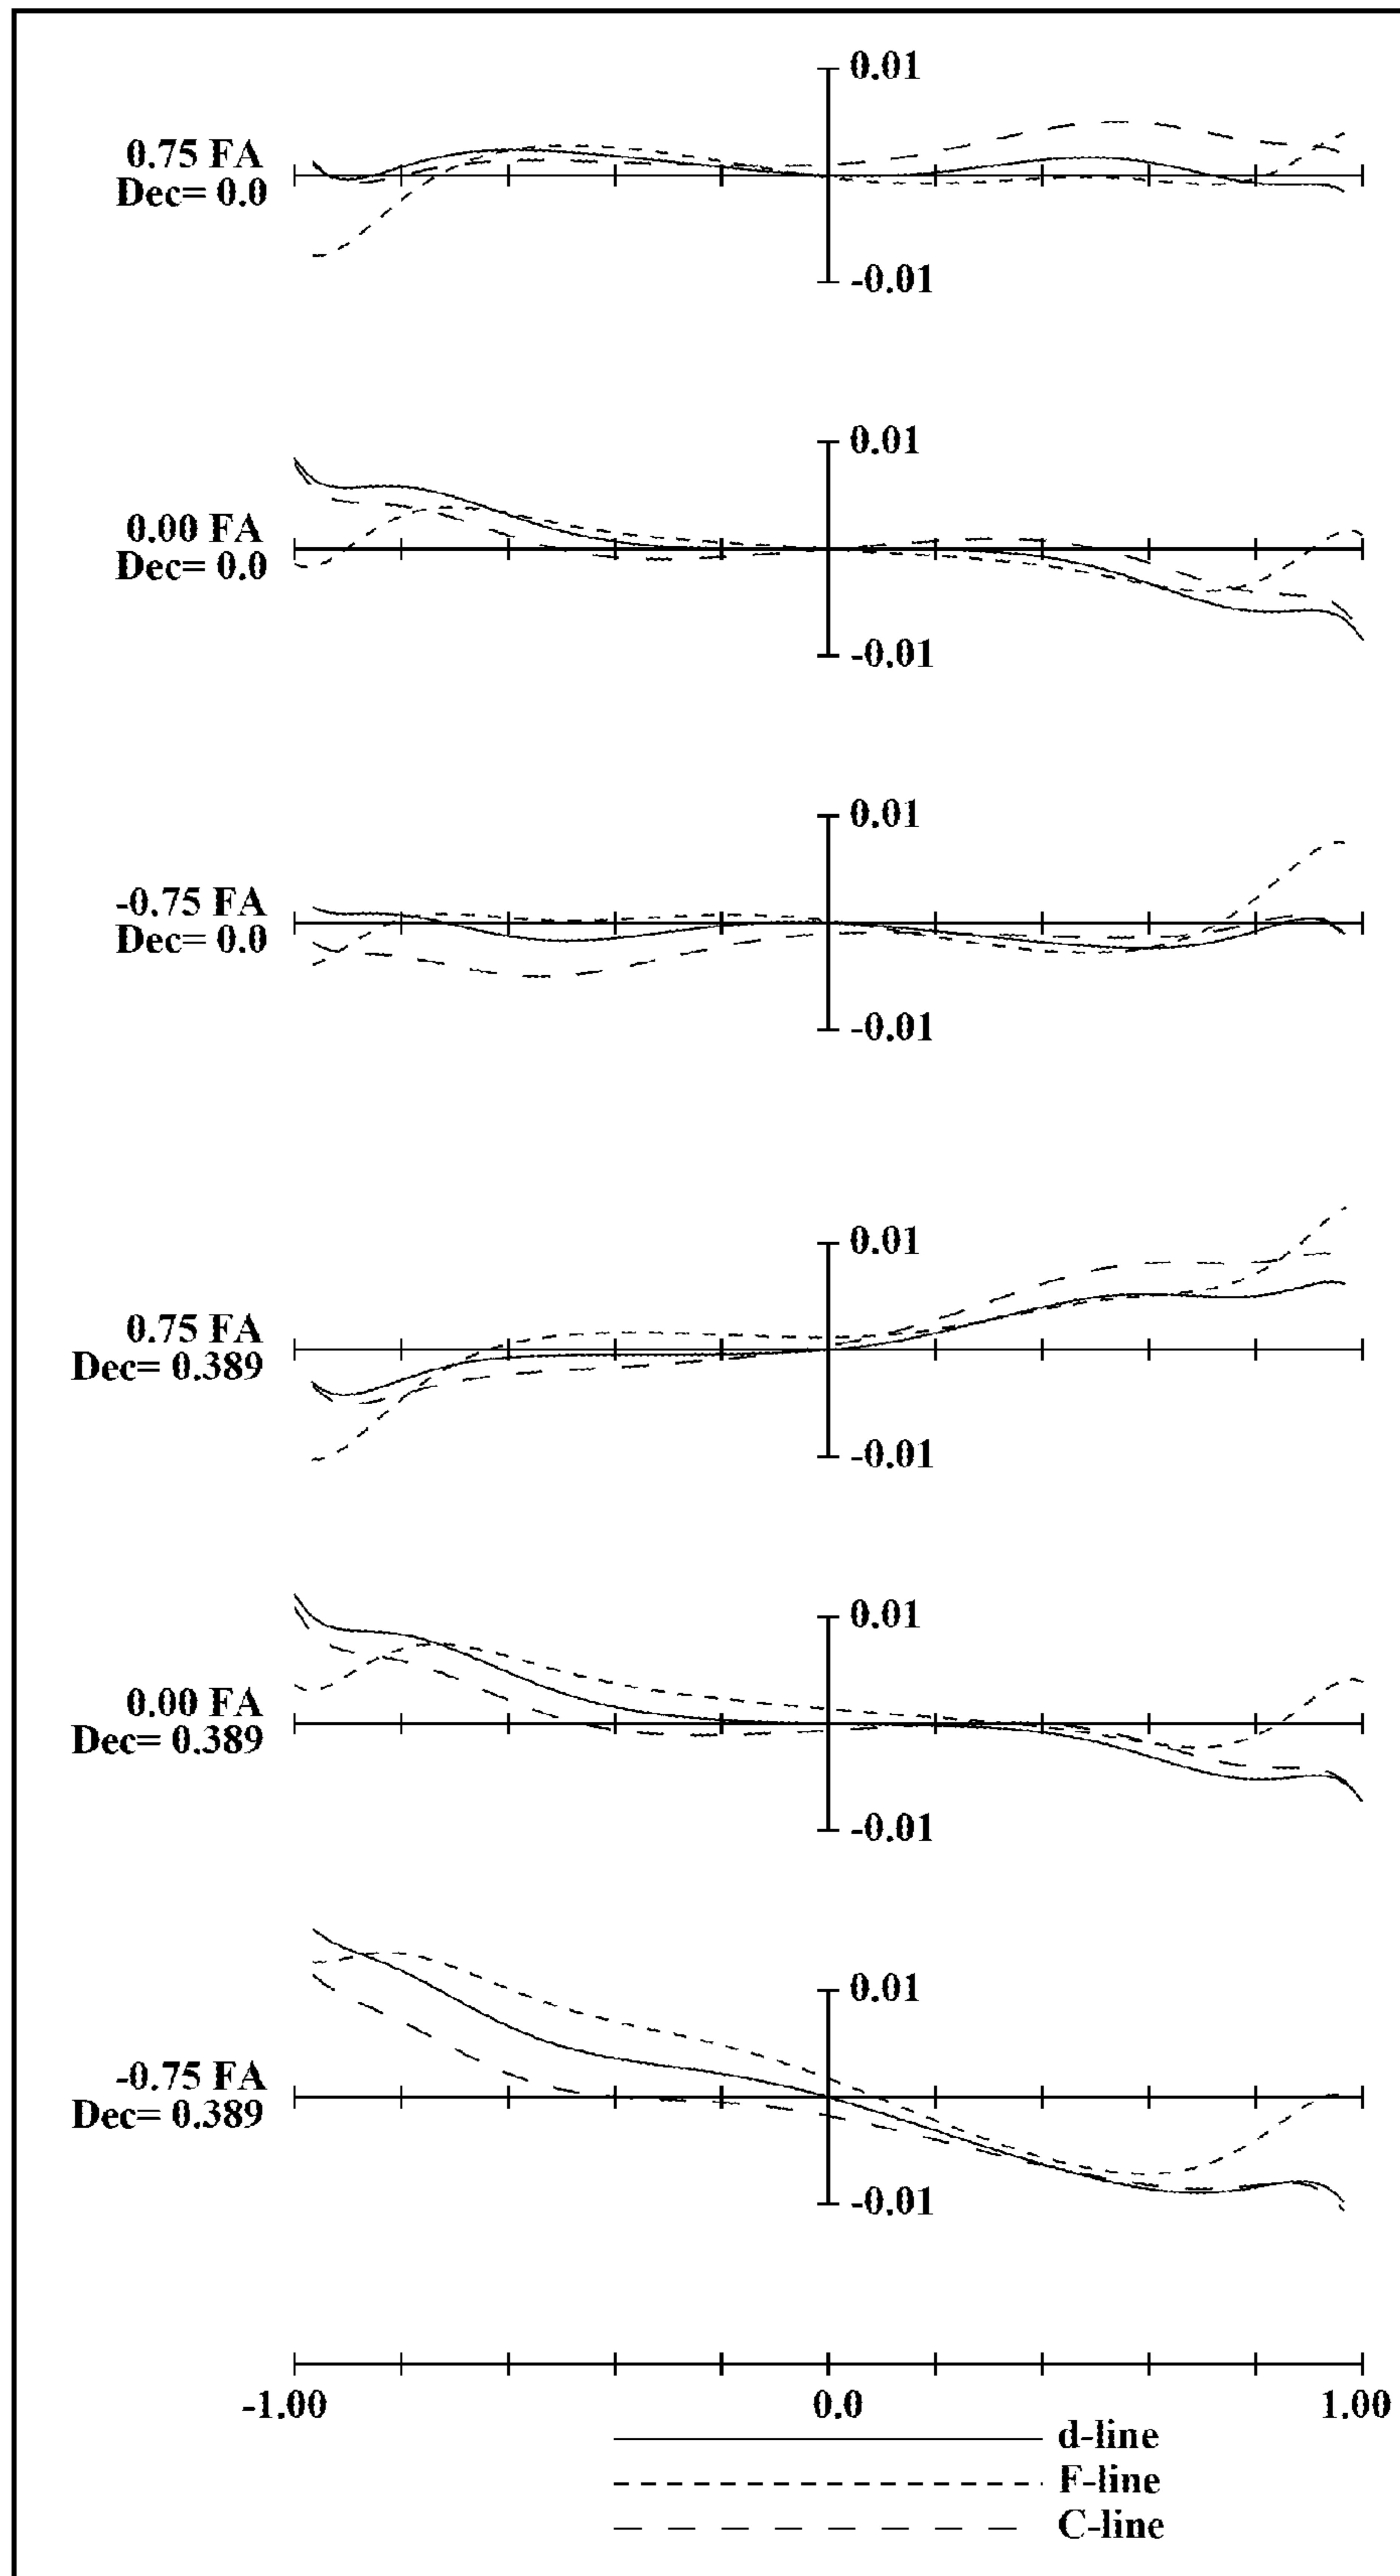 0.01
0.75 FA
Dec= 0.0
-0.01
0.01
0.00 FA
Dec= 0.0
-0.01
0.01
-0.75 FA
Dec= 0.0
-0.01
0.01
0.75 FA
Dec= 0.389
-0.01
0.01
0.00 FA
Dec= 0.389
-0.01
0.01
-0.75 FA
Dec= 0.389
-0.01
-1.00 0.0 1.00
d-line
F-line
C-line